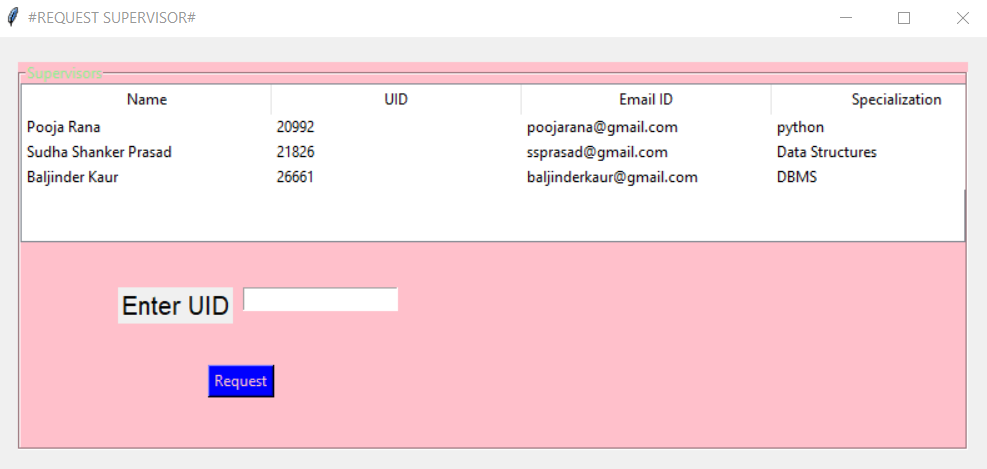 #REQUEST SUPERVISOR#
Supervisors
Name UID Email ID Specialization
Pooja Rana 20992 poojarana@gmail.com python
Sudha Shanker Prasad 21826 ssprasad@gmail.com Data Structures
Baljinder Kaur 26661 baljinderkaur@gmail.com DBMS
Enter UID
Request